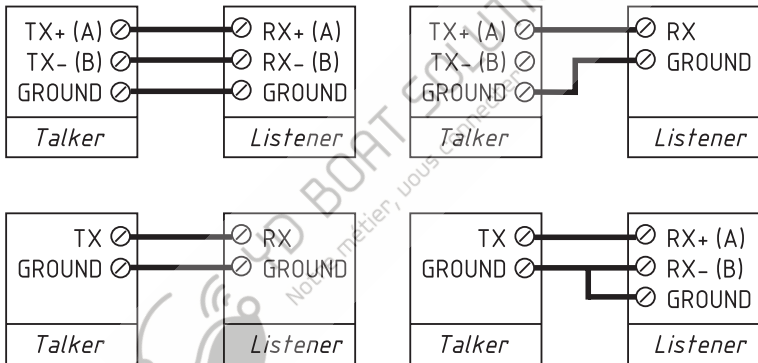 TX+ (A)
TX– (B)
GROUND
Talker
RX+ (A)
RX– (B)
GROUND
Listener
TX+ (A)
TX– (B)
GROUND
Talker
RX
GROUND
Listener
TX
GROUND
Talker
RX
GROUND
Listener
TX
GROUND
Talker
RX+ (A)
RX– (B)
GROUND
Listener
YD BOAT
Notre métier, vous